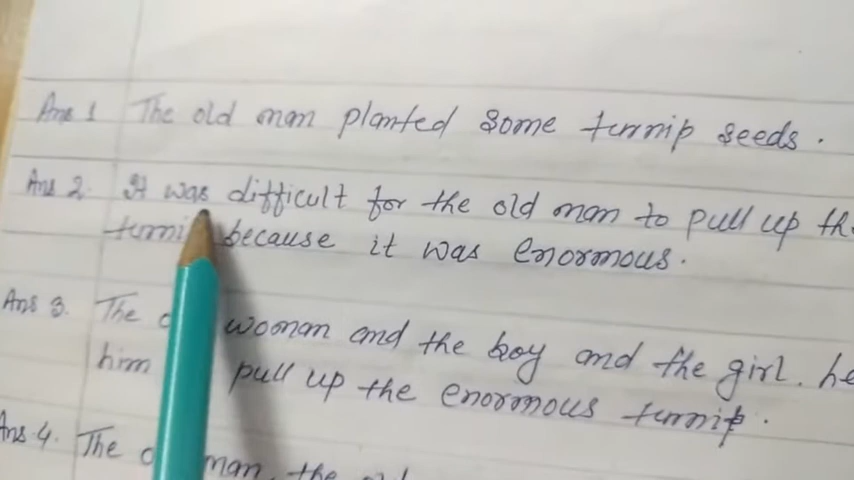 Ans 1 The old man planted some turnip seeds.
Ans 2. It was difficult for the old man to pull up
because it was enormous.
Ans 3. The woman and the boy and the girl.
him pull up the enormous turnip.
Ans 4. The man, the